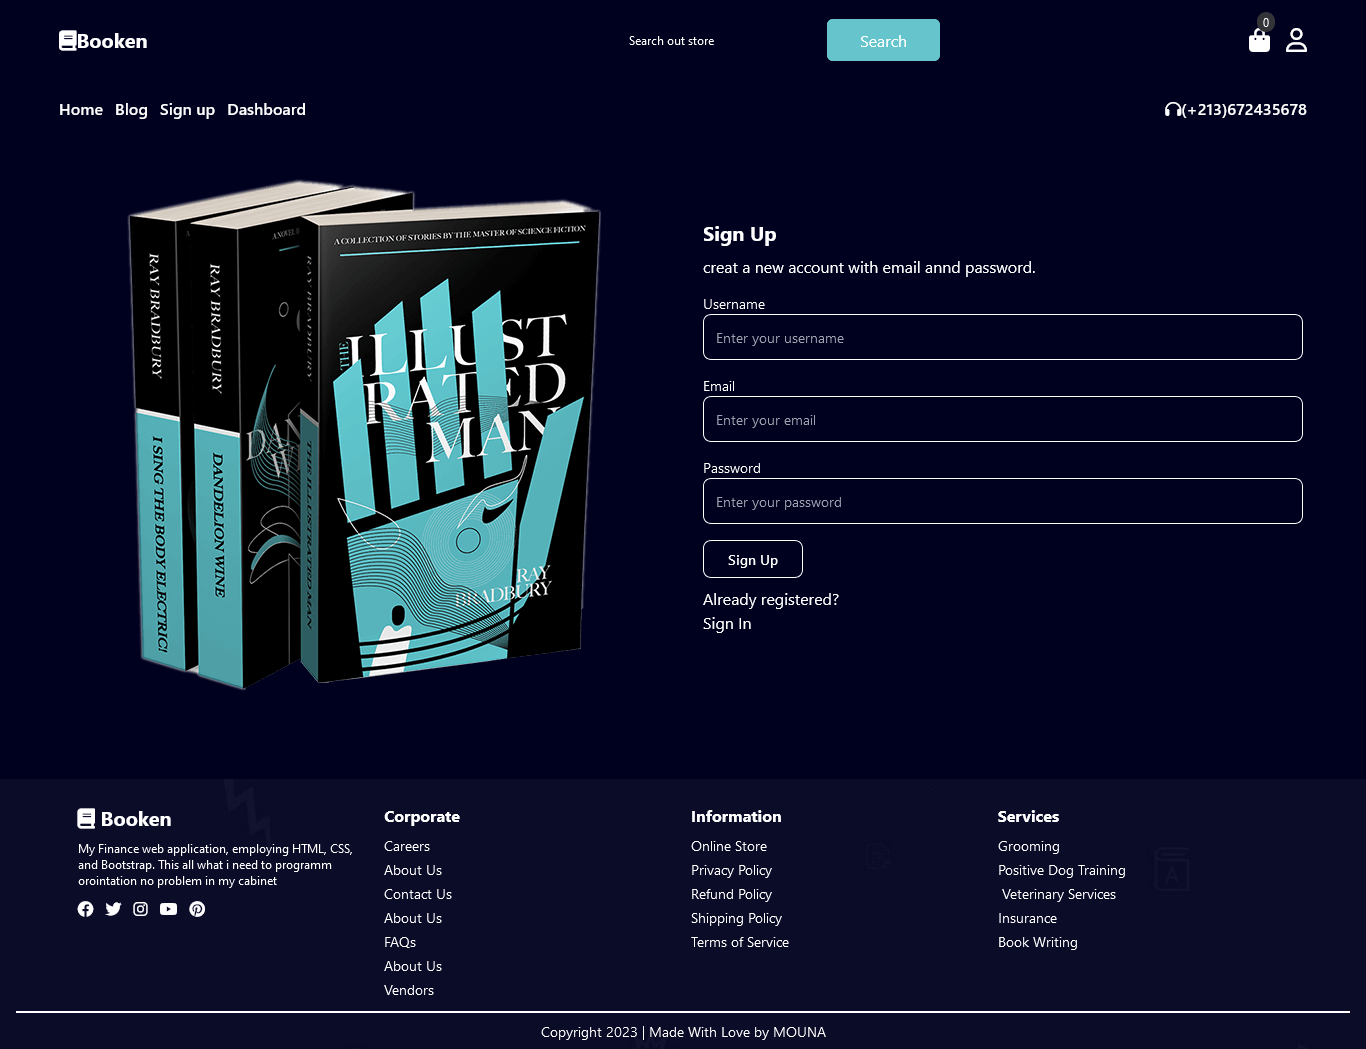 Booken
Search out store
Search
0
Home Blog Sign up Dashboard
(+213)672435678
A COLLECTION OF STORIES BY THE MASTER OF SCIENCE FICTION
THE
ILLUST
RATED
MAN
RAY
BRADBURY
RAY BRADBURY
I SING THE BODY ELECTRIC!
RAY BRADBURY
DANDELION WINE
RAY BRADBURY
THE ILLUSTRATED MAN
Sign Up
creat a new account with email annd password.
Username
Enter your username
Email
Enter your email
Password
Enter your password
Sign Up
Already registered?
Sign In
Booken
My Finance web application, employing HTML, CSS,
and Bootstrap. This all what i need to programm
orointation no problem in my cabinet
Corporate
Careers
About Us
Contact Us
About Us
FAQs
About Us
Vendors
Information
Online Store
Privacy Policy
Refund Policy
Shipping Policy
Terms of Service
Services
Grooming
Positive Dog Training
Veterinary Services
Insurance
Book Writing
A
Copyright 2023 | Made With Love by MOUNA